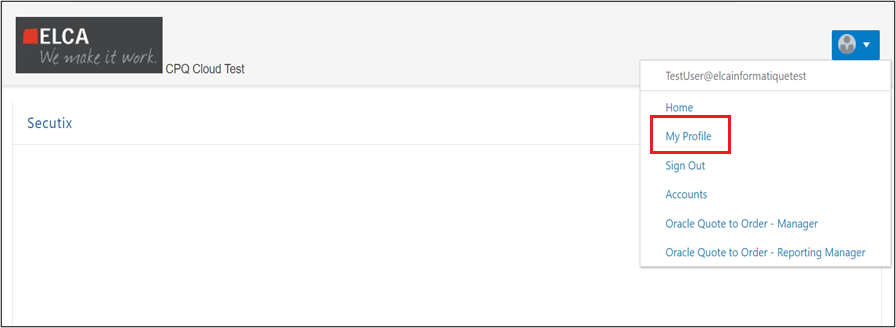 ELCA
We make it work.
CPQ Cloud Test
TestUser@elcainformatiquetest
Secutix
Home
My Profile
Sign Out
Accounts
Oracle Quote to Order - Manager
Oracle Quote to Order - Reporting Manager